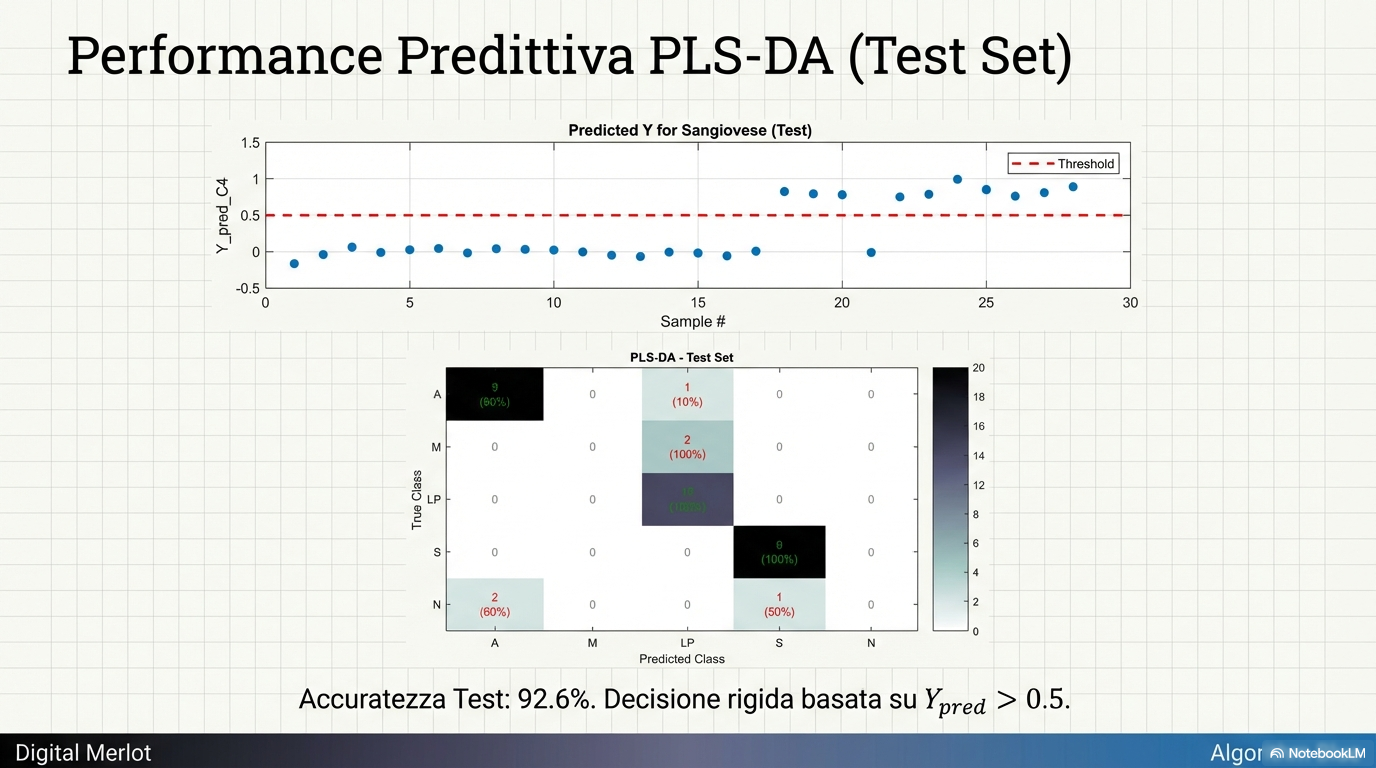 Performance Predittiva PLS-DA (Test Set)
Predicted Y for Sangiovese (Test)
Y_pred_C4
1.5
1
0.5
0
-0.5
Threshold
0 5 10 15 20 25 30
Sample #
PLS-DA - Test Set
True Class
A 0 1 0 0
(10%)
M 0 0 2 0 0
(100%)
LP 0 0 0 0
S 0 0 0 0
(100%)
N 2 0 0 1 0
(60%) (50%)
A M LP S N
Predicted Class
20
18
16
14
12
10
8
6
4
2
0
Accuratezza Test: 92.6%. Decisione rigida basata su Y_pred > 0.5.
Digital Merlot
Algor
NotebookLM